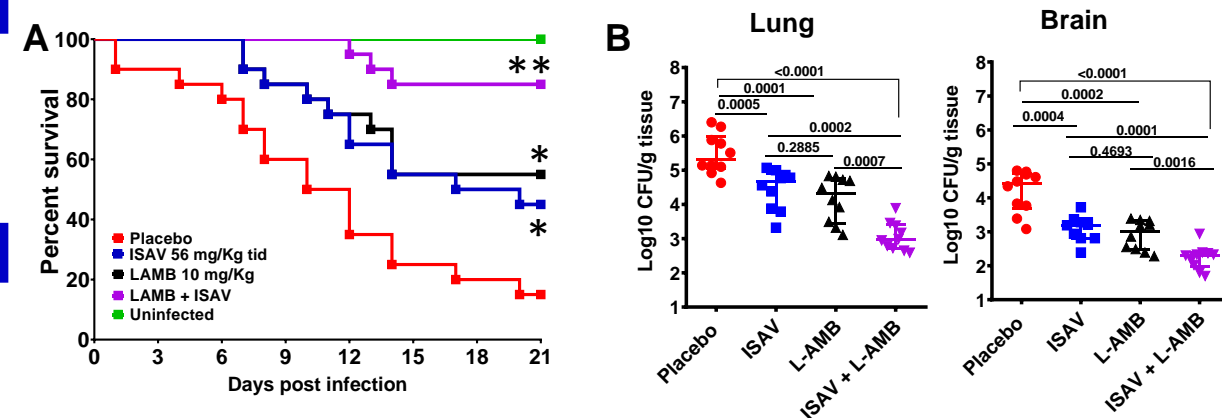 A
Percent survival
100
80
60
40
20
0
0 3 6 9 12 15 18 21
Days post infection
**
*
*
Placebo
ISAV 56 mg/Kg tid
LAMB 10 mg/Kg
LAMB + ISAV
Uninfected
B
Lung
Log10 CFU/g tissue
8
7
6
5
4
3
2
1
<0.0001
0.0001
0.0005
0.0002
0.2885
0.0007
Placebo
ISAV
L-AMB
ISAV + L-AMB
Brain
Log10 CFU/g tissue
8
7
6
5
4
3
2
1
<0.0001
0.0002
0.0004
0.0001
0.4693
0.0016
Placebo
ISAV
L-AMB
ISAV + L-AMB